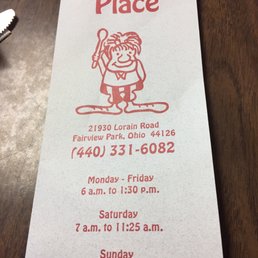 Place
21930 Lorain Road
Fairview Park, Ohio 44126
(440) 331-6082
Monday - Friday
6 a.m. to 1:30 p.m.
Saturday
7 a.m. to 11:25 a.m.
Sunday